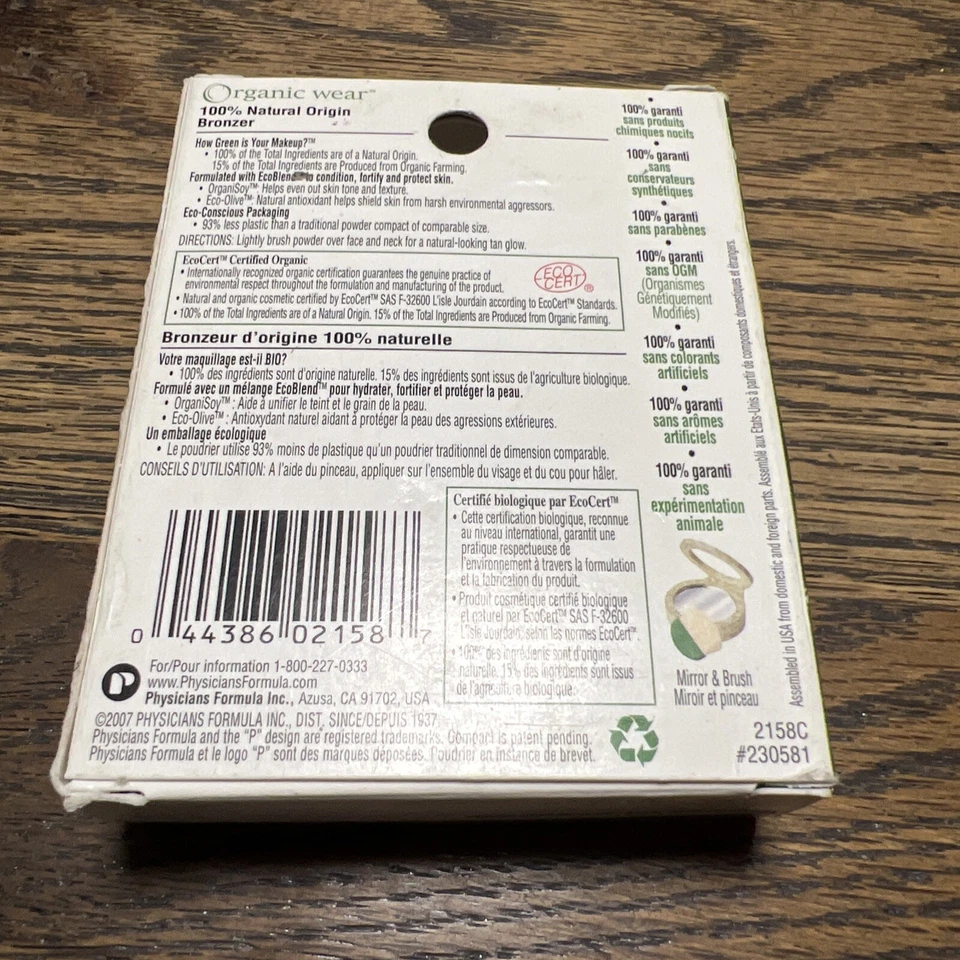 Organic wear™
100% Natural Origin
Bronzer
How Green is Your Makeup?™
• 100% of the Total Ingredients are of a Natural Origin.
15% of the Total Ingredients are Produced from Organic Farming.
Formulated with EcoBlend to condition, fortify and protect skin.
• OrganiSoy™: Helps even out skin tone and texture.
• Eco-Olive™: Natural antioxidant helps shield skin from harsh environmental aggressors.
Eco-Conscious Packaging
• 93% less plastic than a traditional powder compact of comparable size.
DIRECTIONS: Lightly brush powder over face and neck for a natural-looking tan glow.
EcoCert™ Certified Organic
• Internationally recognized organic certification guarantees the genuine practice of
environmental respect throughout the formulation and manufacturing of the product.
• Natural and organic cosmetic certified by EcoCert™ SAS F-32600 L'isle Jourdain according to EcoCert™ Standards.
• 100% of the Total Ingredients are of a Natural Origin. 15% of the Total Ingredients are Produced from Organic Farming.
ECO
CERT®
Bronzeur d'origine 100% naturelle
Votre maquillage est-il BIO?
• 100% des ingrédients sont d'origine naturelle. 15% des ingrédients sont issus de l'agriculture biologique.
Formulé avec un mélange EcoBlend™ pour hydrater, fortifier et protéger la peau.
• OrganiSoy™ : Aide à unifier le teint et le grain de la peau.
• Eco-Olive™ : Antioxydant naturel aidant à protéger la peau des agressions extérieures.
Un emballage écologique
• Le poudrier utilise 93% moins de plastique qu'un poudrier traditionnel de dimension comparable.
CONSEILS D'UTILISATION: A l'aide du pinceau, appliquer sur l'ensemble du visage et du cou pour un hâler.
Certifié biologique par EcoCert™
• Cette certification biologique, reconnue
au niveau international, garantit une
pratique respectueuse de
l'environnement à travers la formulation
et la fabrication du produit.
• Produit cosmétique certifié biologique
et naturel par EcoCert™ SAS F-32600
L'isle Jourdain, selon les normes EcoCert™.
• 100% des ingrédients sont d'origine
naturelle. 15% des ingrédients sont issus
de l'agriculture biologique.
0 44386 02158 7
For/Pour information 1-800-227-0333
www.PhysiciansFormula.com
Physicians Formula Inc., Azusa, CA 91702, USA
©2007 PHYSICIANS FORMULA INC., DIST. SINCE/DEPUIS 1937.
Physicians Formula and the "P" design are registered trademarks. Compact is patent pending.
Physicians Formula et le logo "P" sont des marques déposées. Poudrier en instance de brevet.
•
100% garanti
sans produits
chimiques nocifs
•
100% garanti
sans
conservateurs
synthétiques
•
100% garanti
sans parabènes
•
100% garanti
sans OGM
(Organismes
Génétiquement
Modifiés)
•
100% garanti
sans colorants
artificiels
•
100% garanti
sans arômes
artificiels
•
100% garanti
sans
expérimentation
animale
Mirror & Brush
Miroir et pinceau
2158C
#230581
Assembled in USA from domestic and foreign parts. Assemblé aux Etats-Unis à partir de composants domestiques et étrangers.